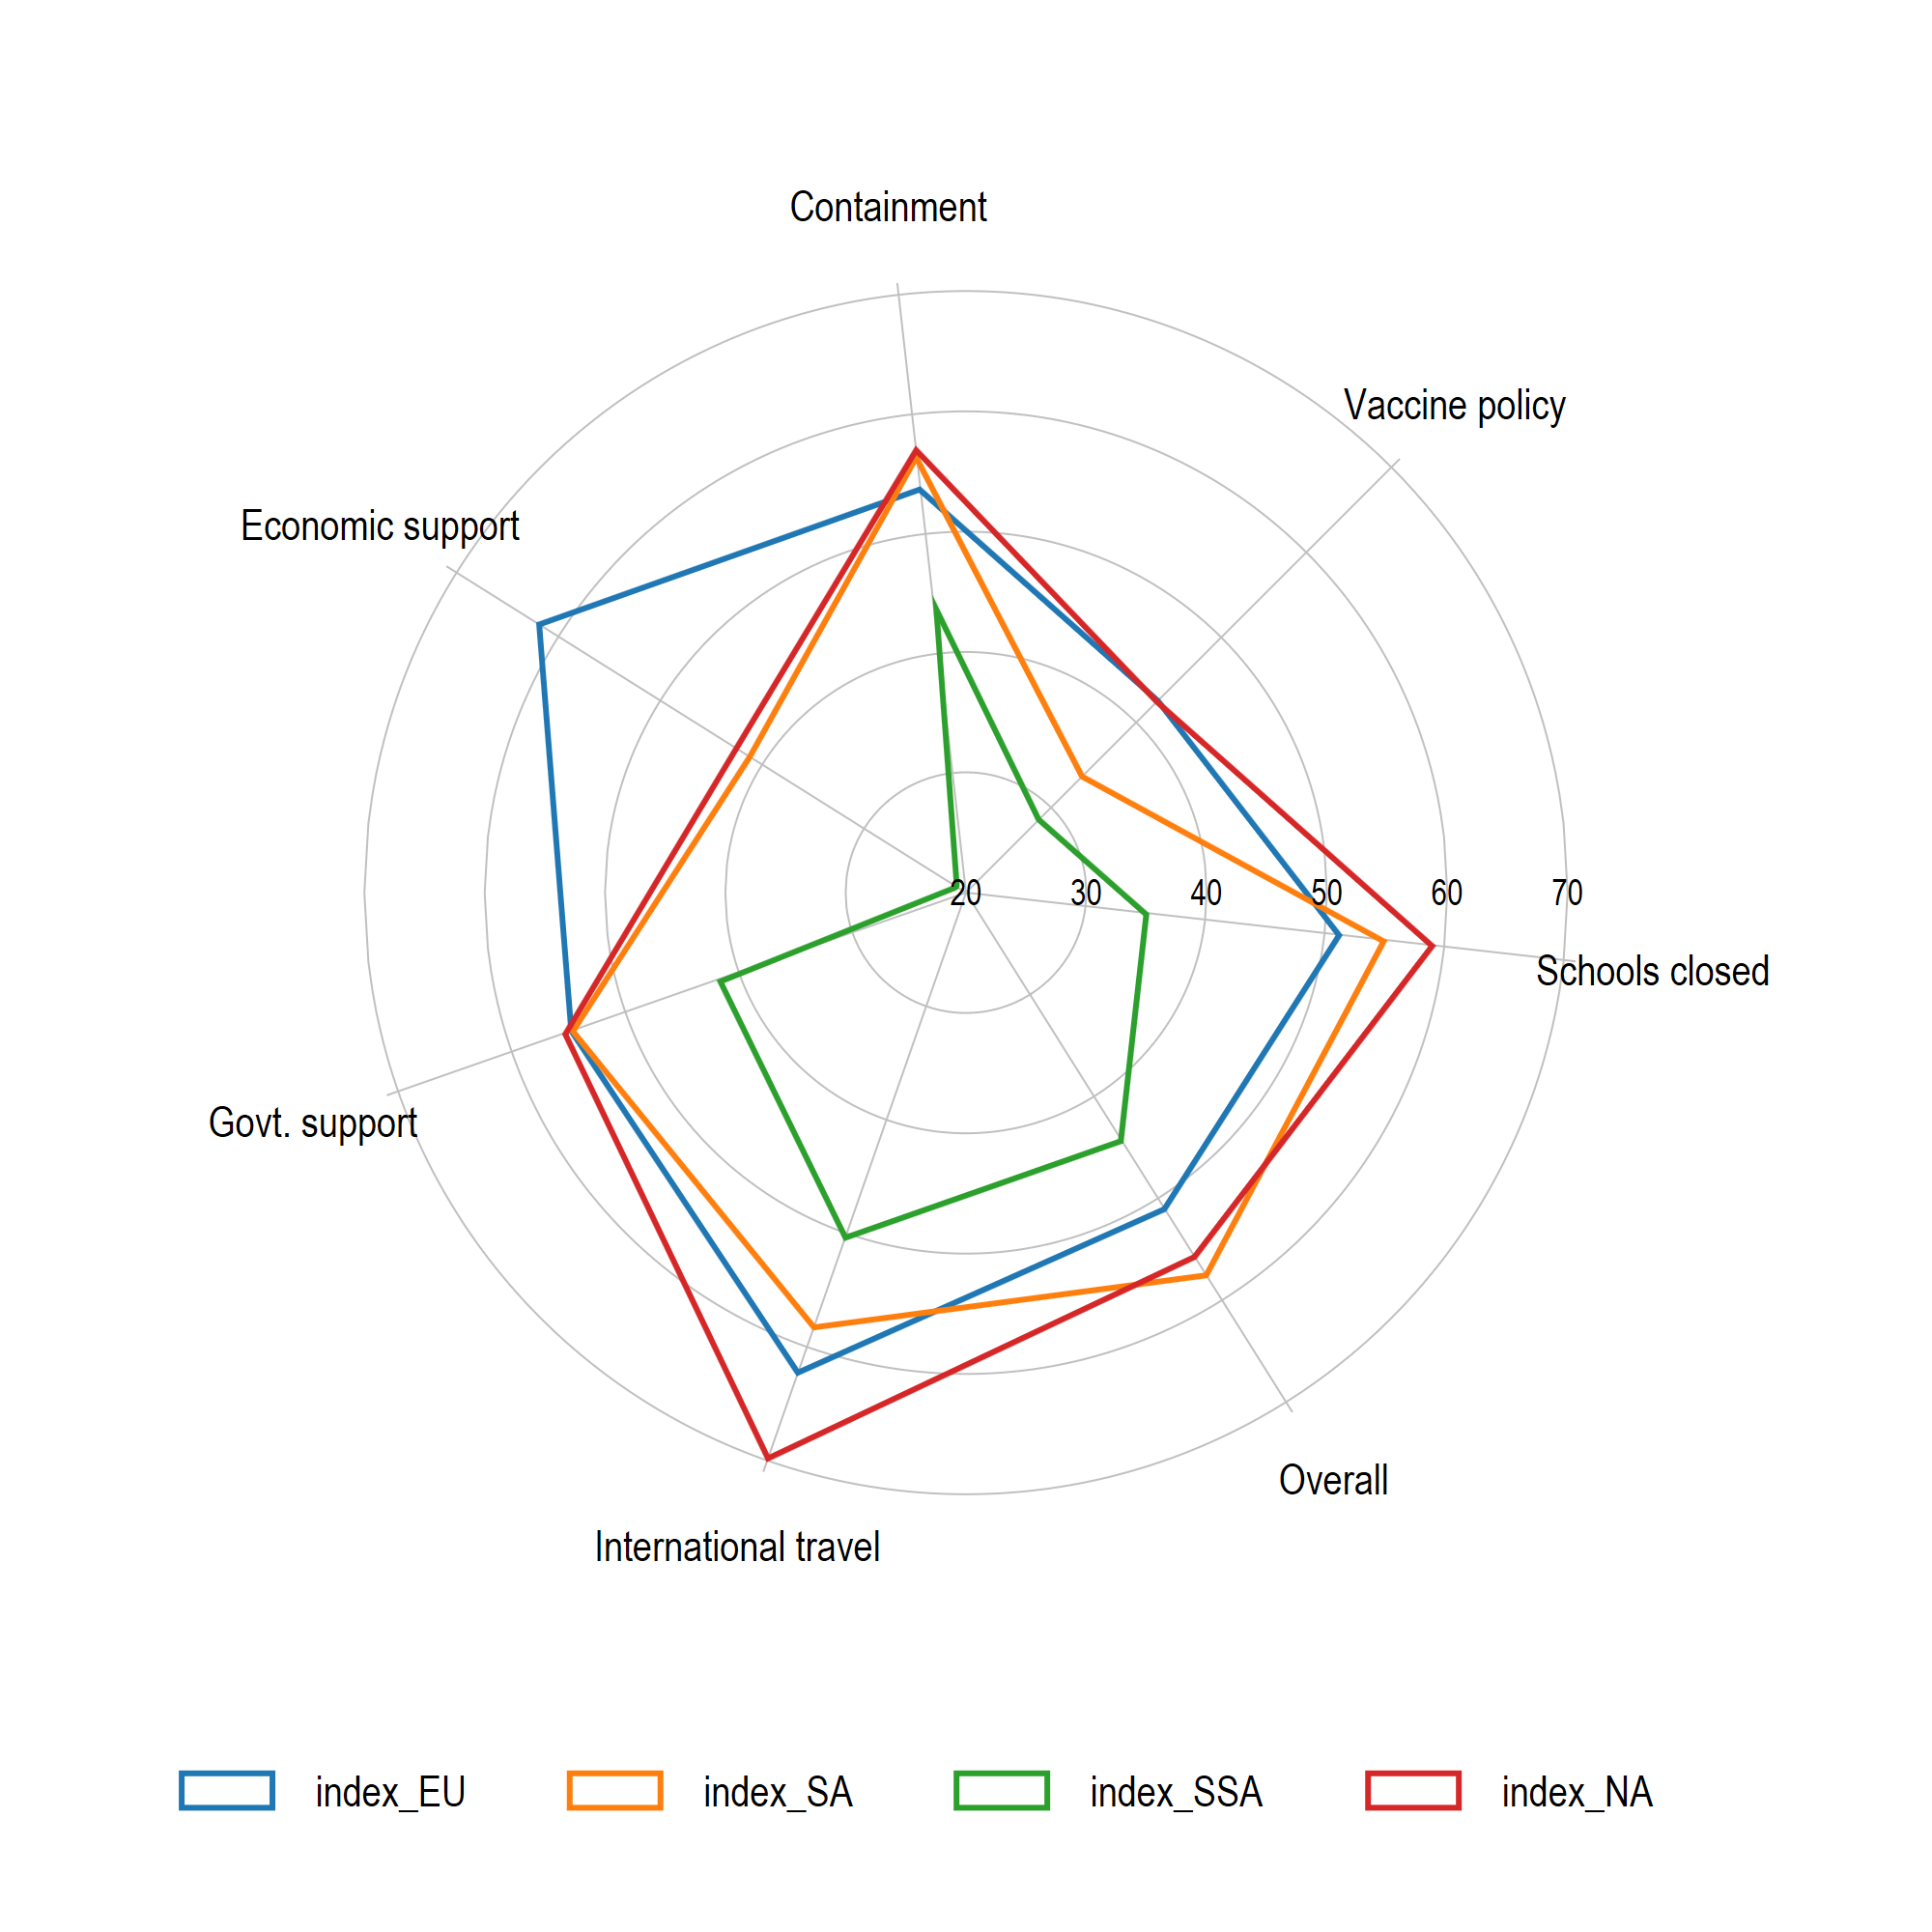 Containment
Vaccine policy
Economic support
20 30 40 50 60 70
Schools closed
Govt. support
Overall
International travel
index_EU index_SA index_SSA index_NA